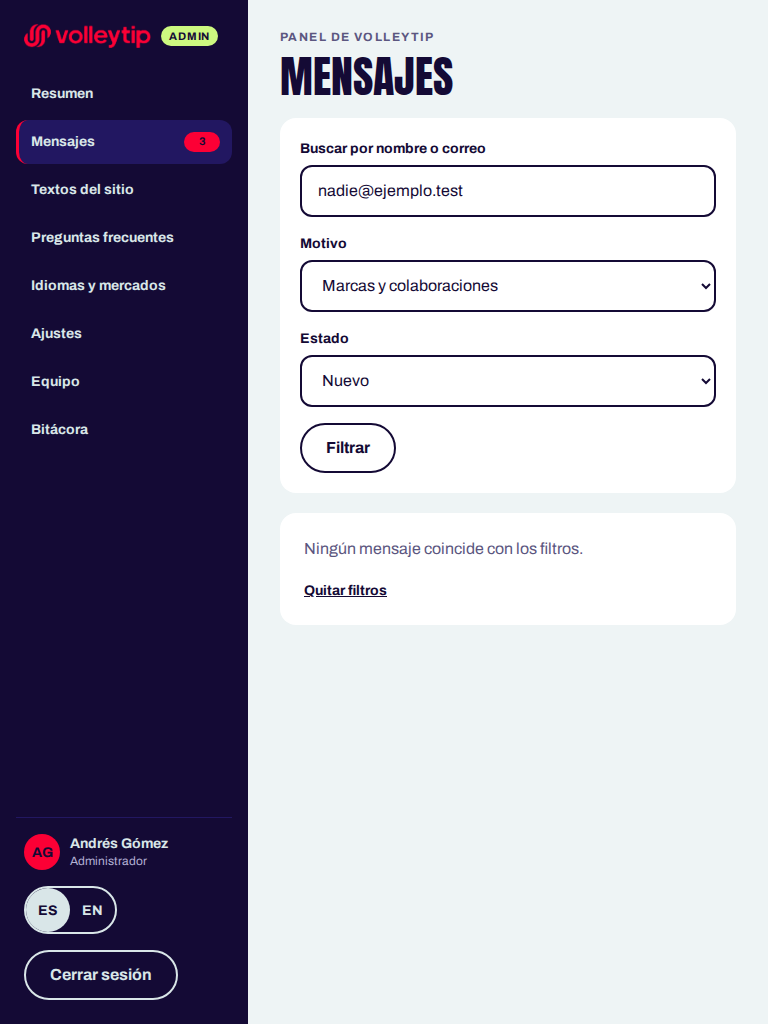 volleytip ADMIN
Resumen
Mensajes 3
Textos del sitio
Preguntas frecuentes
Idiomas y mercados
Ajustes
Equipo
Bitácora
AG Andrés Gómez
Administrador
ES EN
Cerrar sesión
PANEL DE VOLLEYTIP
MENSAJES
Buscar por nombre o correo
nadie@ejemplo.test
Motivo
Marcas y colaboraciones
Estado
Nuevo
Filtrar
Ningún mensaje coincide con los filtros.
Quitar filtros